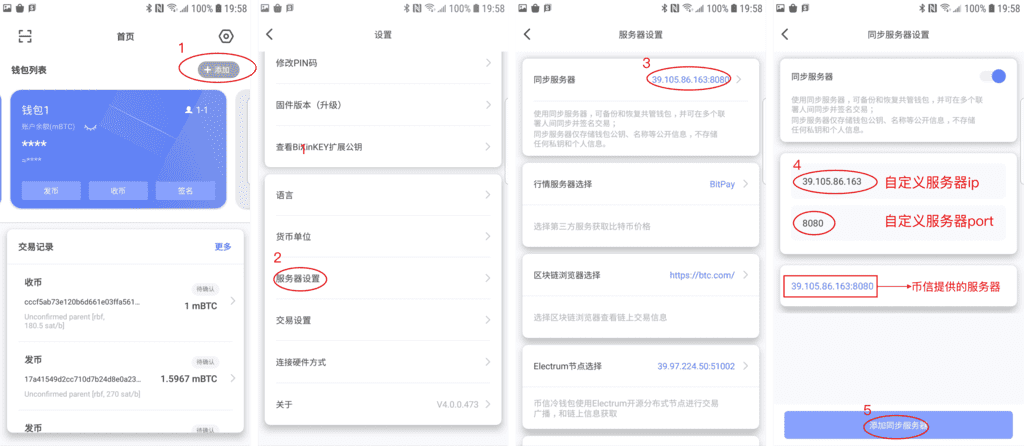 100% 19:58
首页
1
钱包列表
+ 添加
钱包1
1-1
账户余额(mBTC)
****
≈****
发币
收币
签名
交易记录
更多
收币
待确认
cccf5ab73e120b6d661e03ffa561...
1 mBTC
Unconfirmed parent [rbf,
180.5 sat/b]
发币
待确认
17a41549d2cc710d7b24d8e0a23...
1.5967 mBTC
Unconfirmed parent [rbf, 270 sat/b]
发币
待确认
100% 19:58
设置
修改PIN码
固件版本（升级）
1
查看BixinKEY扩展公钥
语言
货币单位
2
服务器设置
交易设置
连接硬件方式
关于
V4.0.0.473
100% 19:58
服务器设置
3
同步服务器
39.105.86.163:8080
使用同步服务器，可备份和恢复共管钱包，并可在多个联
署人间同步并签名交易；
同步服务器仅存储钱包公钥、名称等公开信息，不存储
任何私钥和个人信息。
行情服务器选择
BitPay
选择第三方服务获取比特币价格
区块链浏览器选择
https://btc.com/
选择区块链浏览器查看链上交易信息
Electrum节点选择
39.97.224.50:51002
币信冷钱包使用Electrum开源分布式节点进行交易
广播，和链上信息获取
100% 19:58
同步服务器设置
同步服务器
使用同步服务器，可备份和恢复共管钱包，并可在多个联
署人间同步并签名交易；
同步服务器仅存储钱包公钥、名称等公开信息，不存储
任何私钥和个人信息。
4
39.105.86.163
自定义服务器ip
8080
自定义服务器port
39.105.86.163:8080
币信提供的服务器
5
添加同步服务器